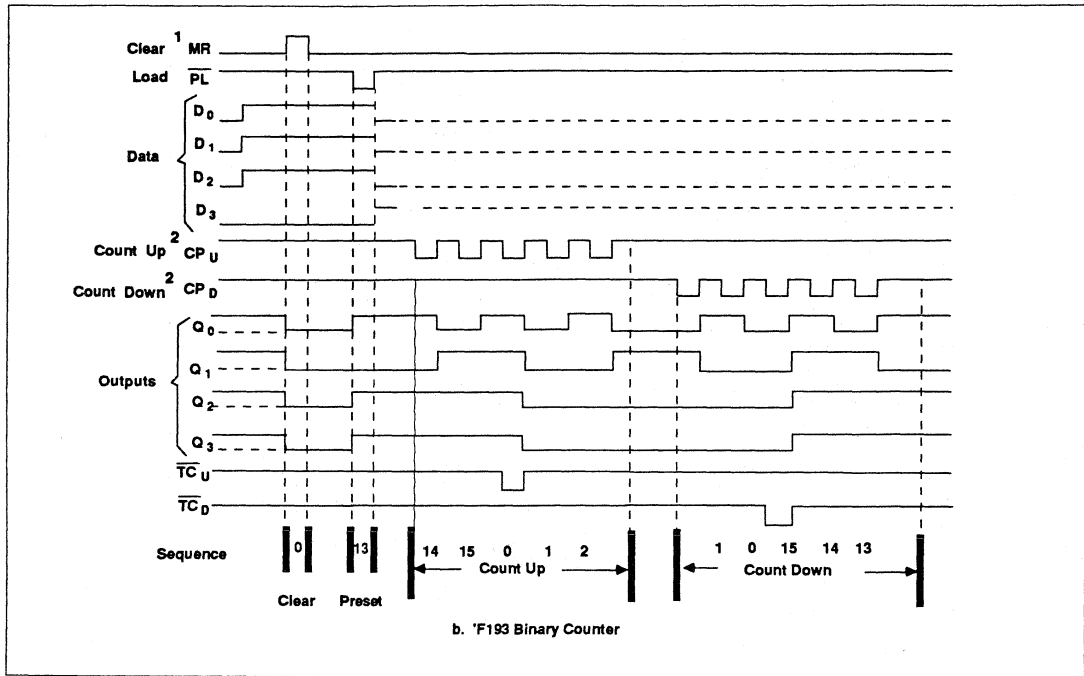 Clear 1 MR
Load PL
D0
D1
Data
D2
D3
Count Up 2 CPU
Count Down 2 CPD
Q0
Q1
Outputs
Q2
Q3
TCU
TCD
Sequence 0 13 14 15 0 1 2 1 0 15 14 13
Count Up Count Down
Clear Preset
b. 'F193 Binary Counter